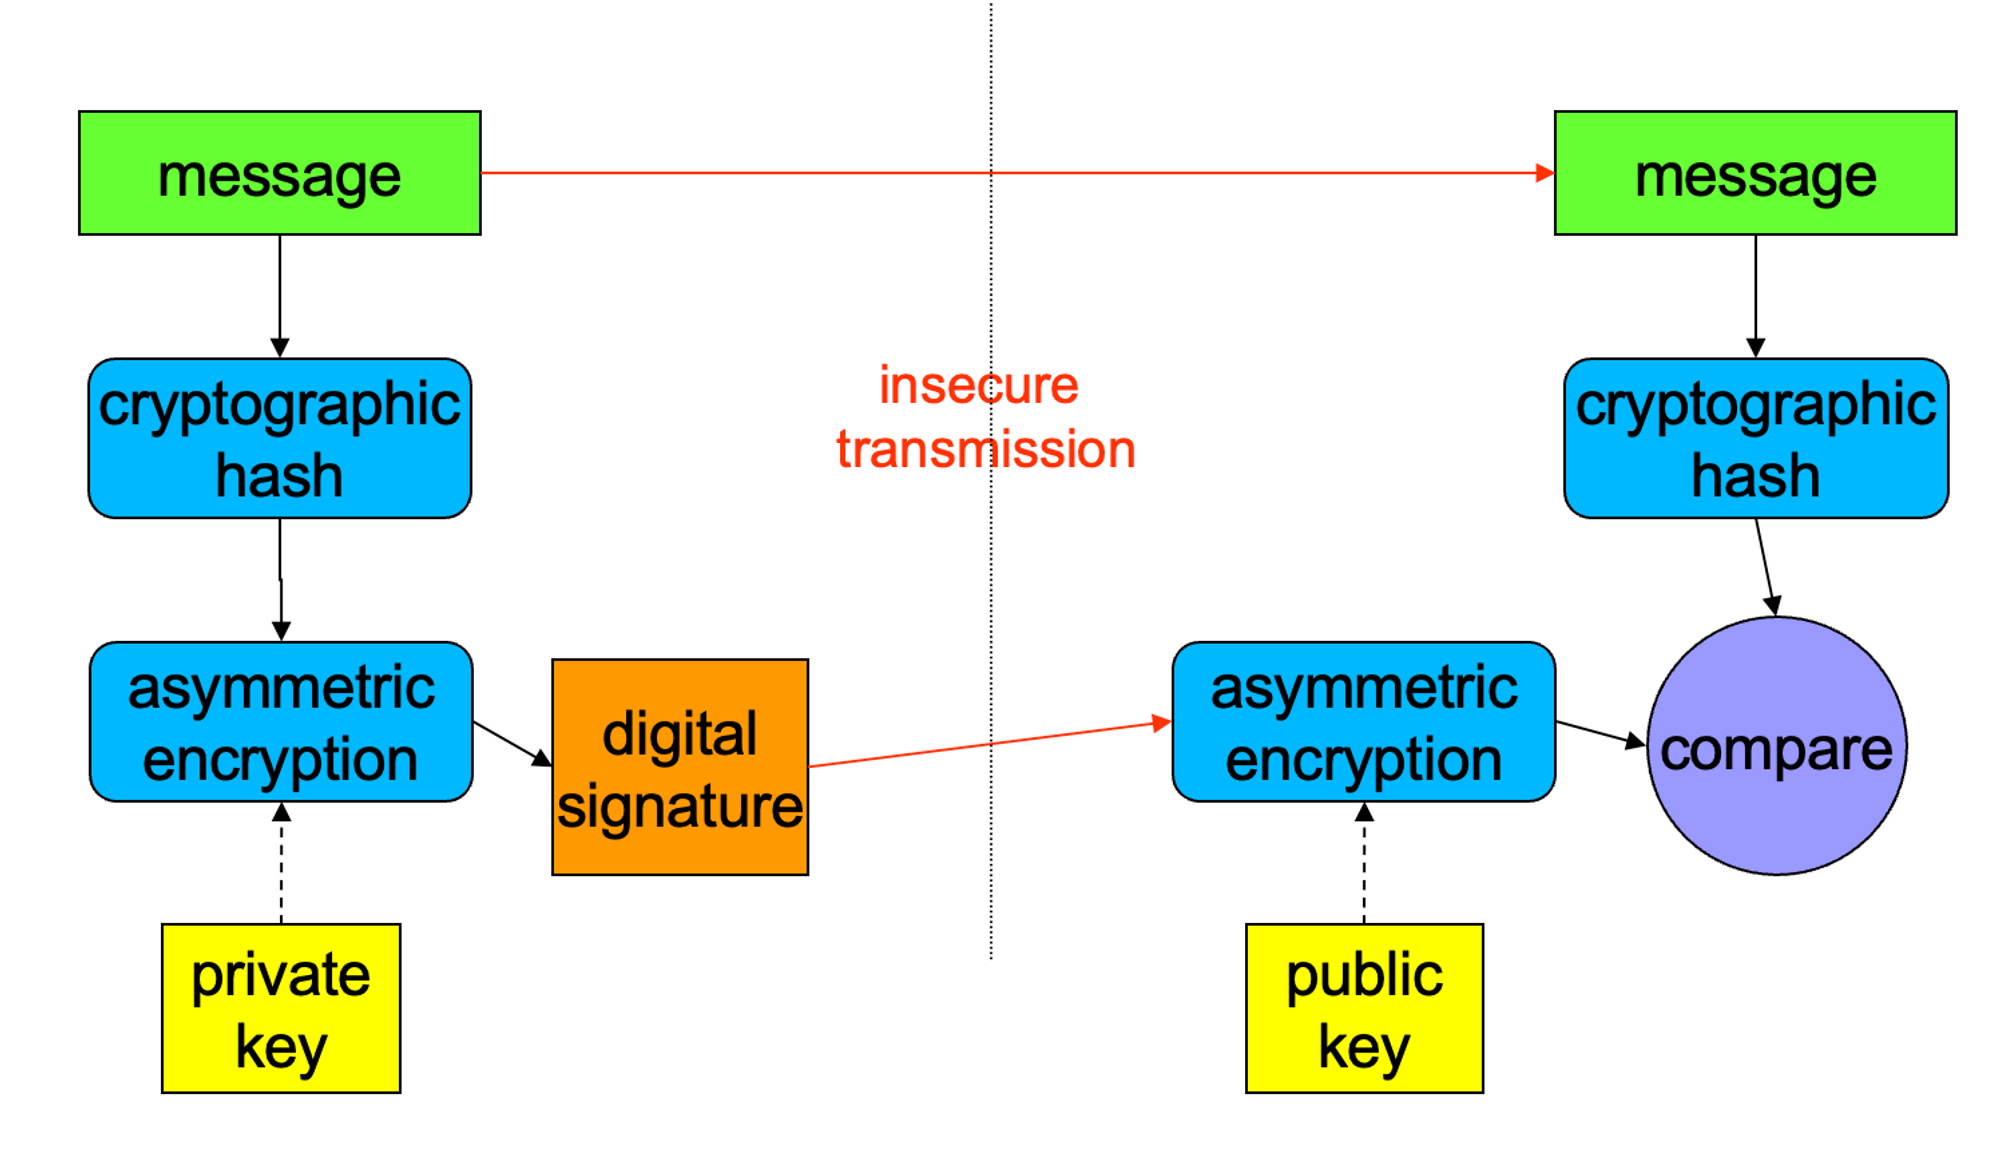 message
message
cryptographic
hash
insecure
transmission
cryptographic
hash
asymmetric
encryption
digital
signature
asymmetric
encryption
compare
private
key
public
key